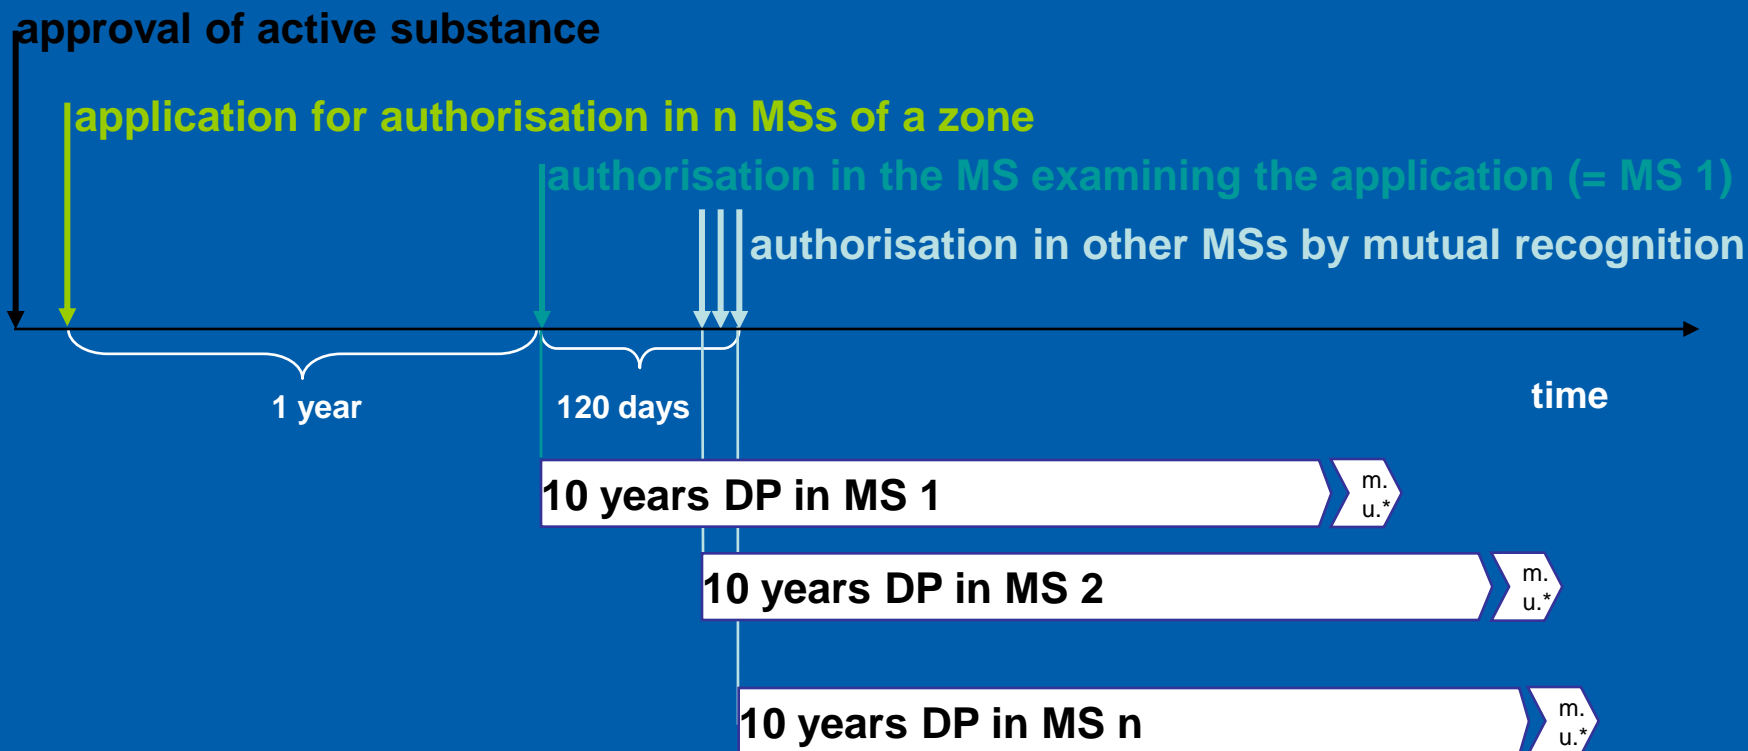 approval of active substance
application for authorisation in n MSs of a zone
authorisation in the MS examining the application (= MS 1)
authorisation in other MSs by mutual recognition
1 year
120 days
time
10 years DP in MS 1
m.
u.*
10 years DP in MS 2
m.
u.*
10 years DP in MS n
m.
u.*